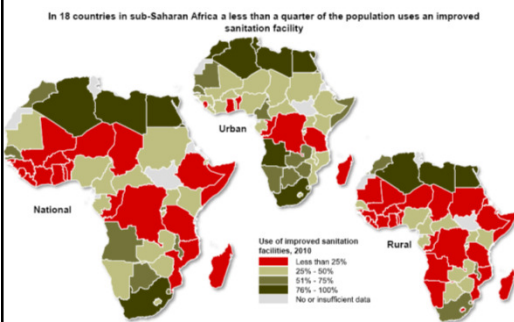 In 18 countries in sub-Saharan Africa a less than a quarter of the population uses an improved
sanitation facility
Urban
National
Rural
Use of improved sanitation
facilities, 2010
Less than 25%
25% - 50%
51% - 75%
76% - 100%
No or insufficient data